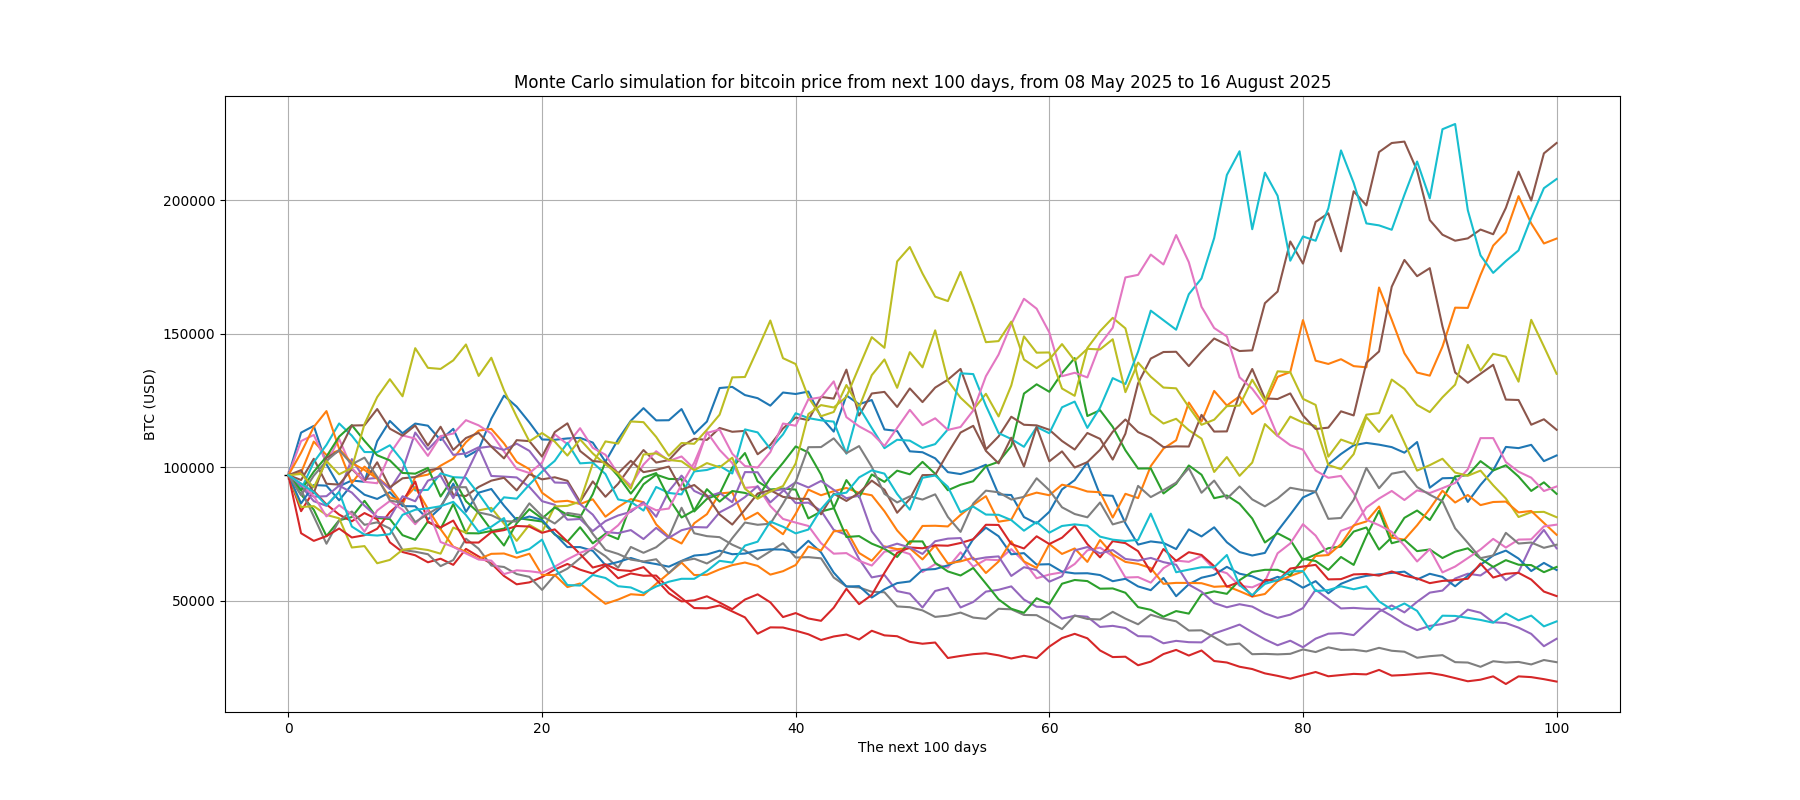 Monte Carlo simulation for bitcoin price from next 100 days, from 08 May 2025 to 16 August 2025
200000
150000
100000
50000
BTC (USD)
0 20 40 60 80 100
The next 100 days